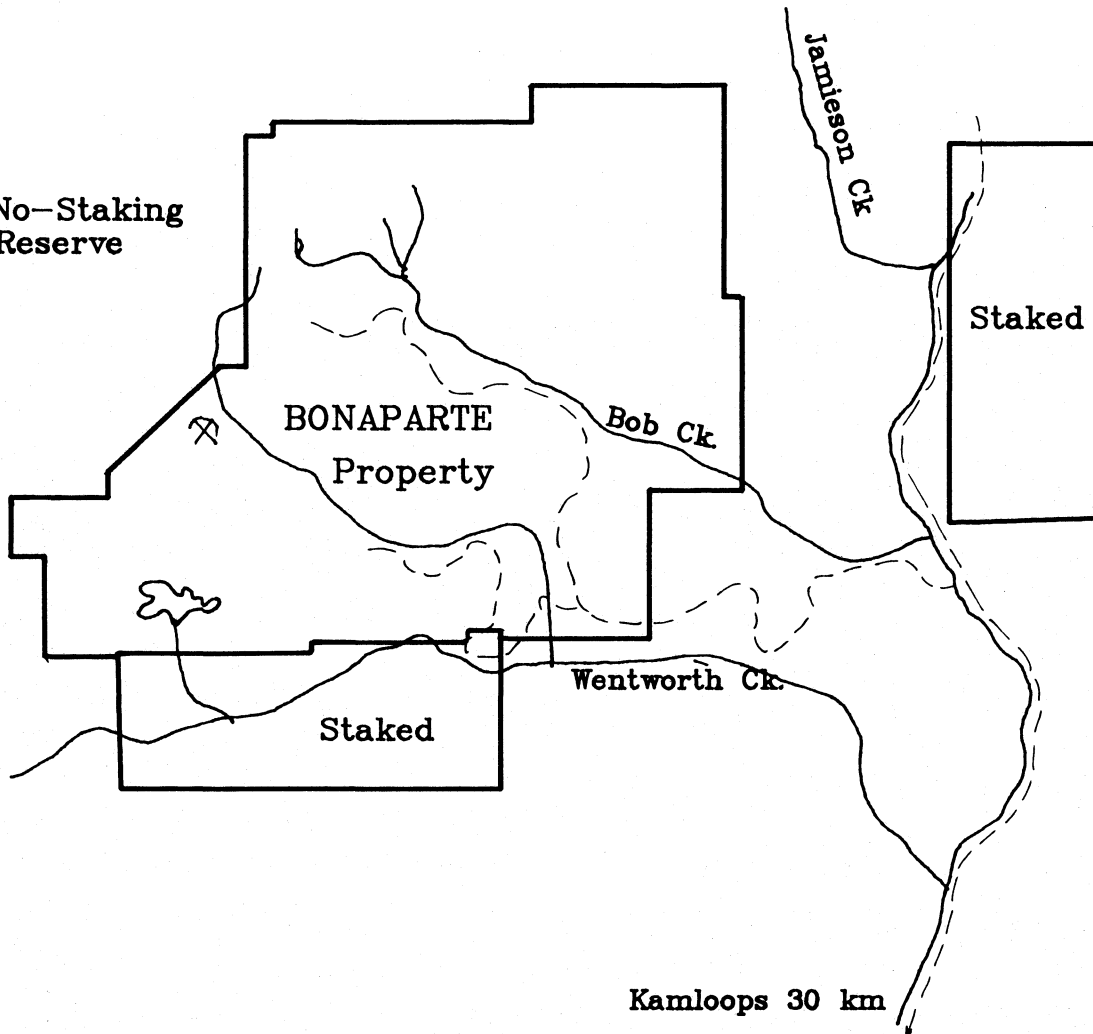 Jamieson Ck
No-Staking
Reserve
Staked
BONAPARTE
Property
Bob Ck.
Wentworth Ck.
Staked
Kamloops 30 km